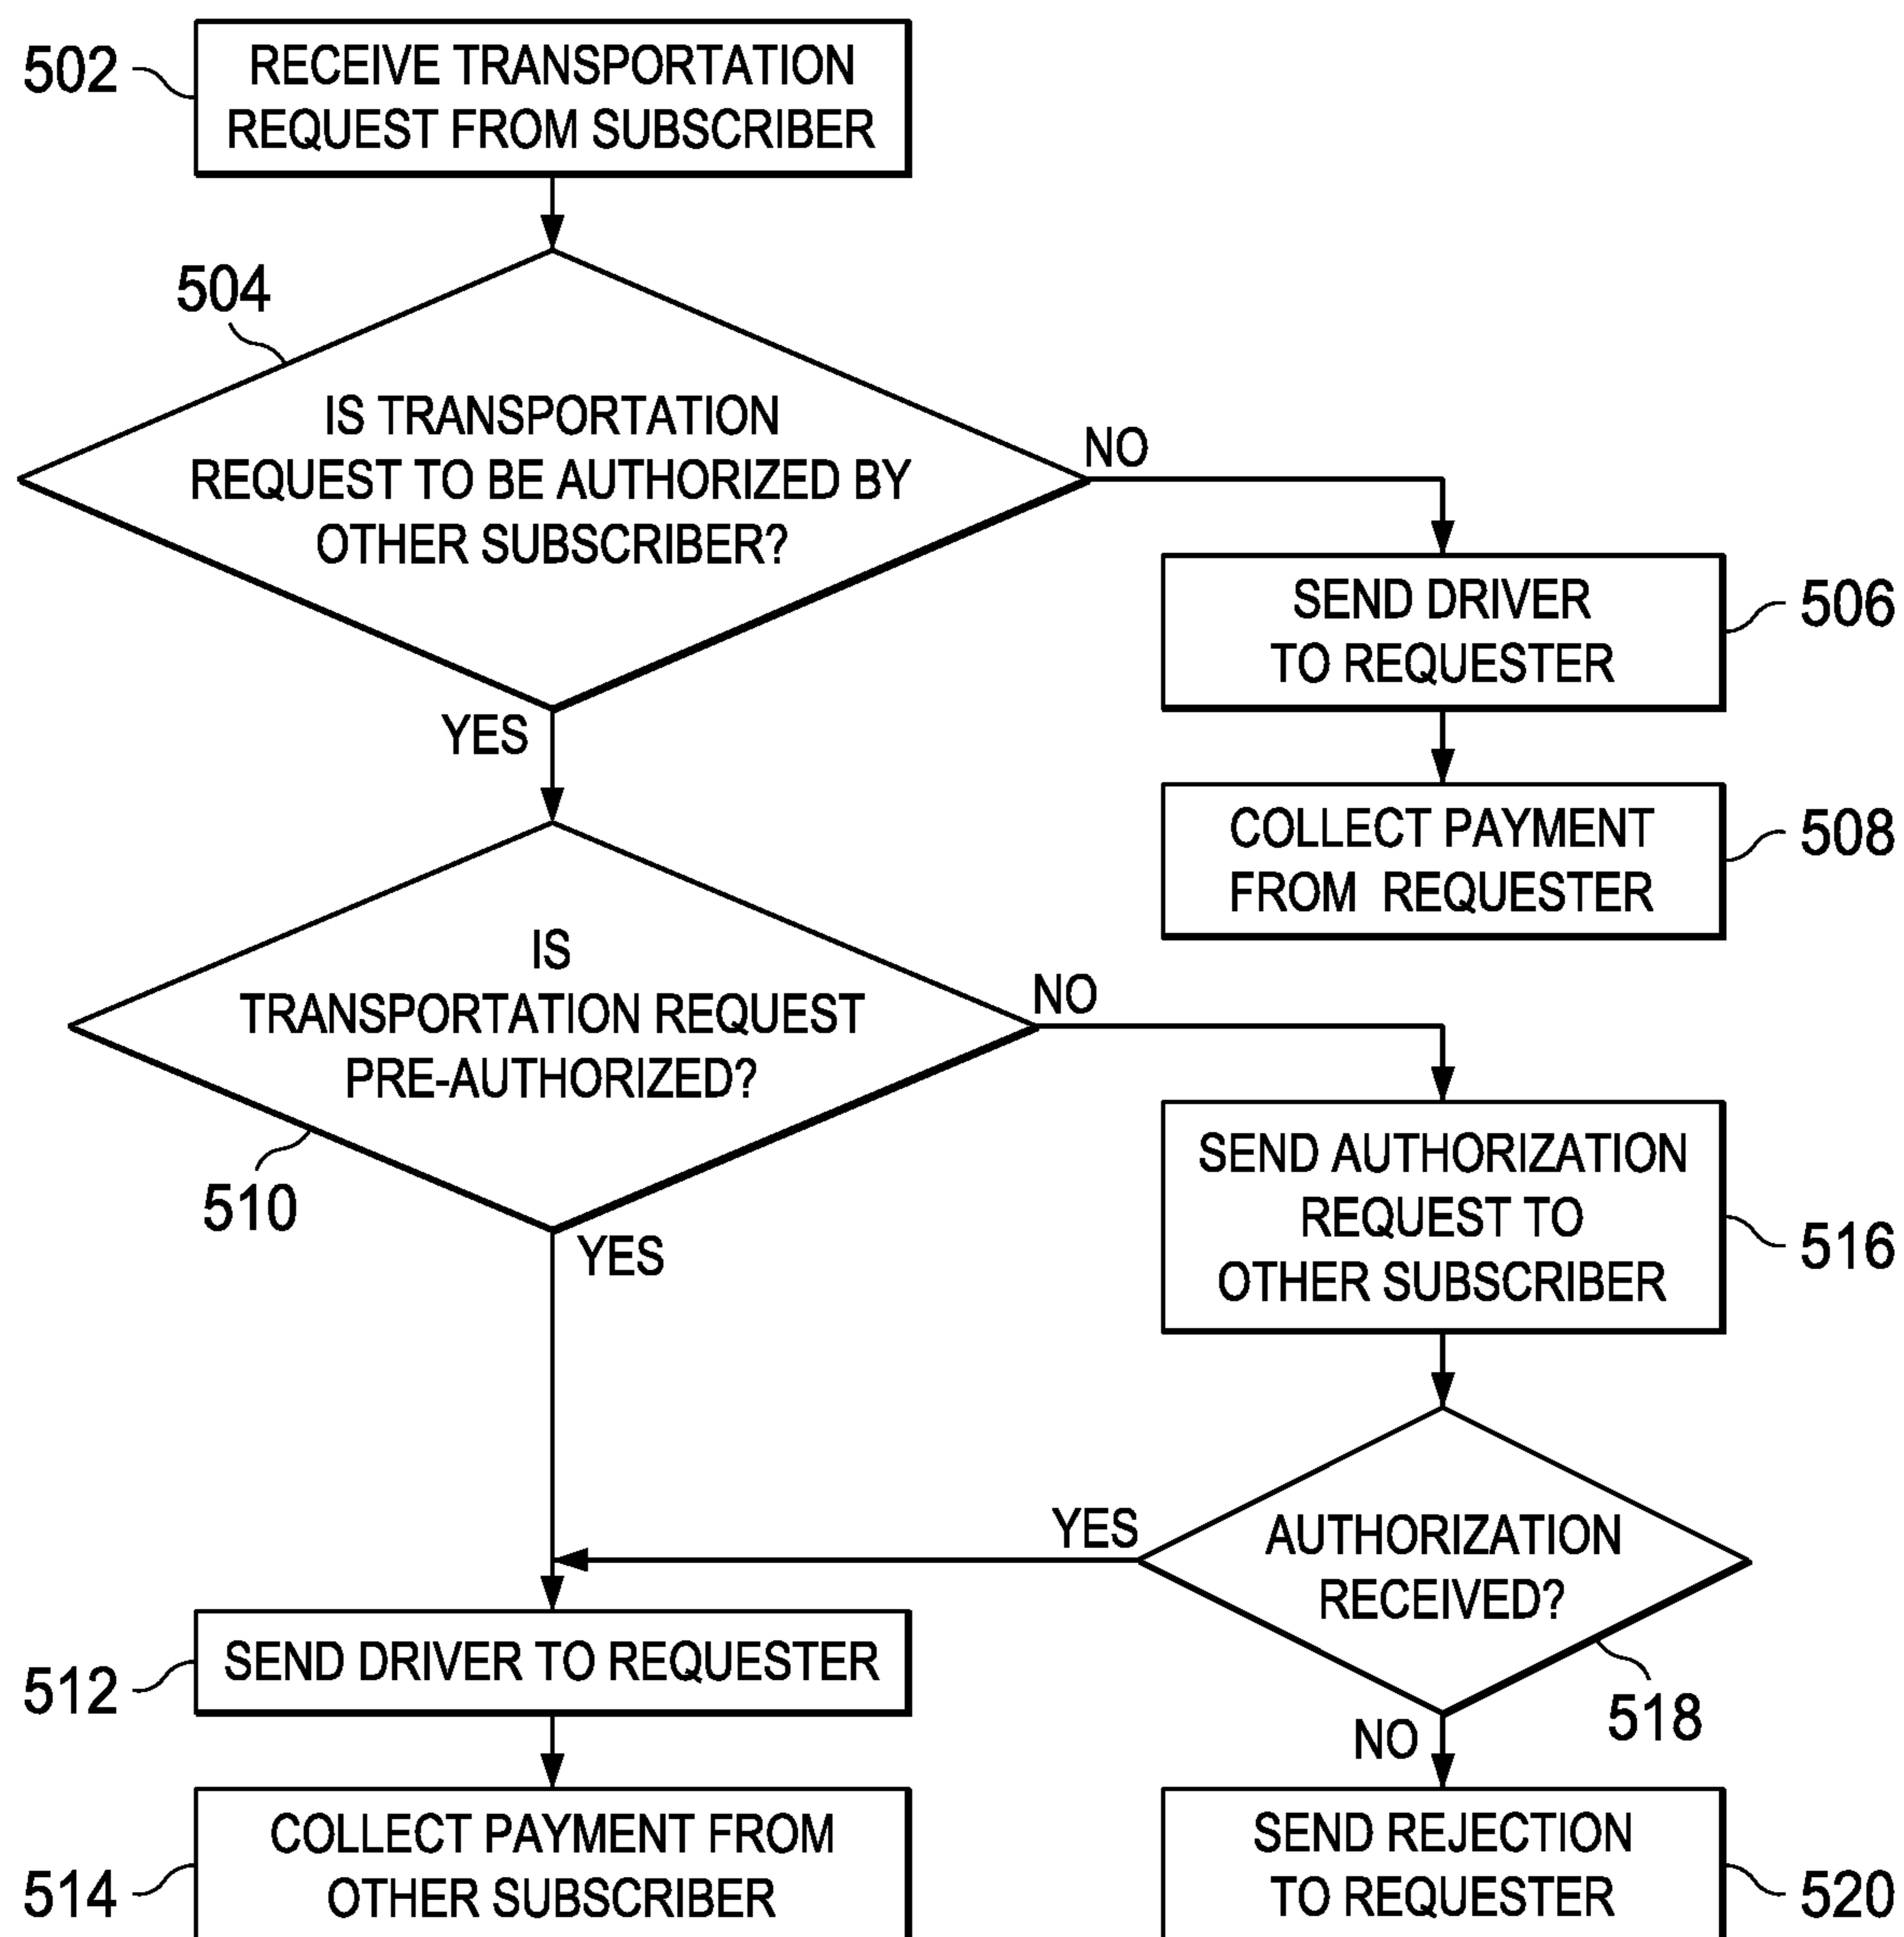 502
RECEIVE TRANSPORTATION
REQUEST FROM SUBSCRIBER
504
IS TRANSPORTATION
REQUEST TO BE AUTHORIZED BY
OTHER SUBSCRIBER?
NO
YES
SEND DRIVER
TO REQUESTER
506
COLLECT PAYMENT
FROM REQUESTER
508
IS
TRANSPORTATION REQUEST
PRE-AUTHORIZED?
510
NO
YES
SEND AUTHORIZATION
REQUEST TO
OTHER SUBSCRIBER
516
AUTHORIZATION
RECEIVED?
518
YES
NO
512
SEND DRIVER TO REQUESTER
514
COLLECT PAYMENT FROM
OTHER SUBSCRIBER
SEND REJECTION
TO REQUESTER
520